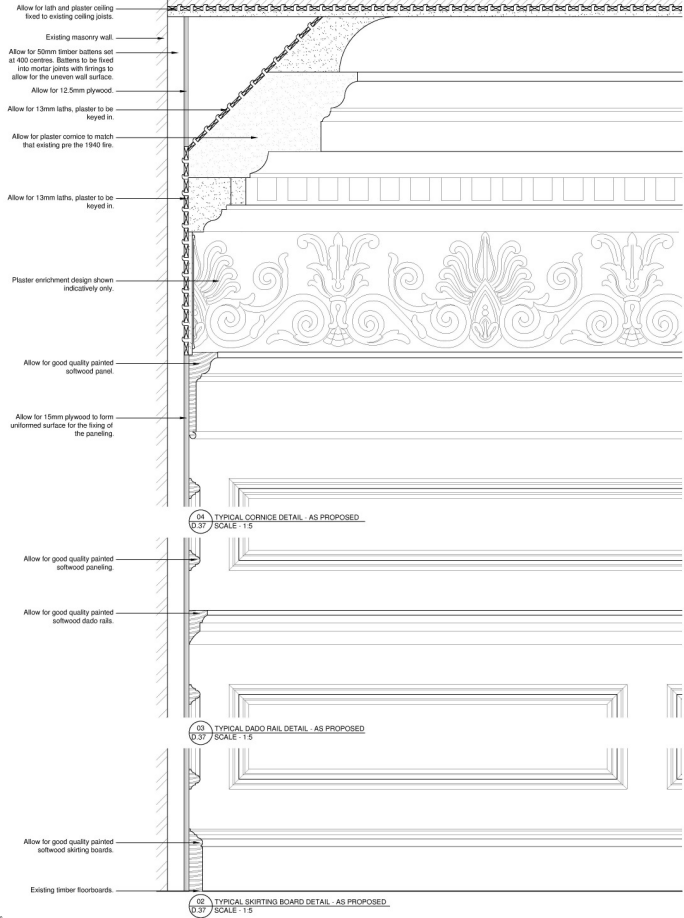 Allow for lath and plaster ceiling
fixed to existing ceiling joists.
Existing masonry wall.
Allow for 50mm timber battens set
at 400 centres. Battens to be fixed
into mortar joints with firrings to
allow for the uneven wall surface.
Allow for 12.5mm plywood.
Allow for 13mm laths, plaster to be
keyed in.
Allow for plaster cornice to match
that existing pre the 1940 fire.
Allow for 13mm laths, plaster to be
keyed in.
Plaster enrichment design shown
indicatively only.
Allow for good quality painted
softwood panel.
Allow for 15mm plywood to form
uniformed surface for the fixing of
the paneling.
04 TYPICAL CORNICE DETAIL - AS PROPOSED
D.37 SCALE - 1:5
Allow for good quality painted
softwood paneling.
Allow for good quality painted
softwood dado rails.
03 TYPICAL DADO RAIL DETAIL - AS PROPOSED
D.37 SCALE - 1:5
Allow for good quality painted
softwood skirting boards.
Existing timber floorboards.
02 TYPICAL SKIRTING BOARD DETAIL - AS PROPOSED
D.37 SCALE - 1:5